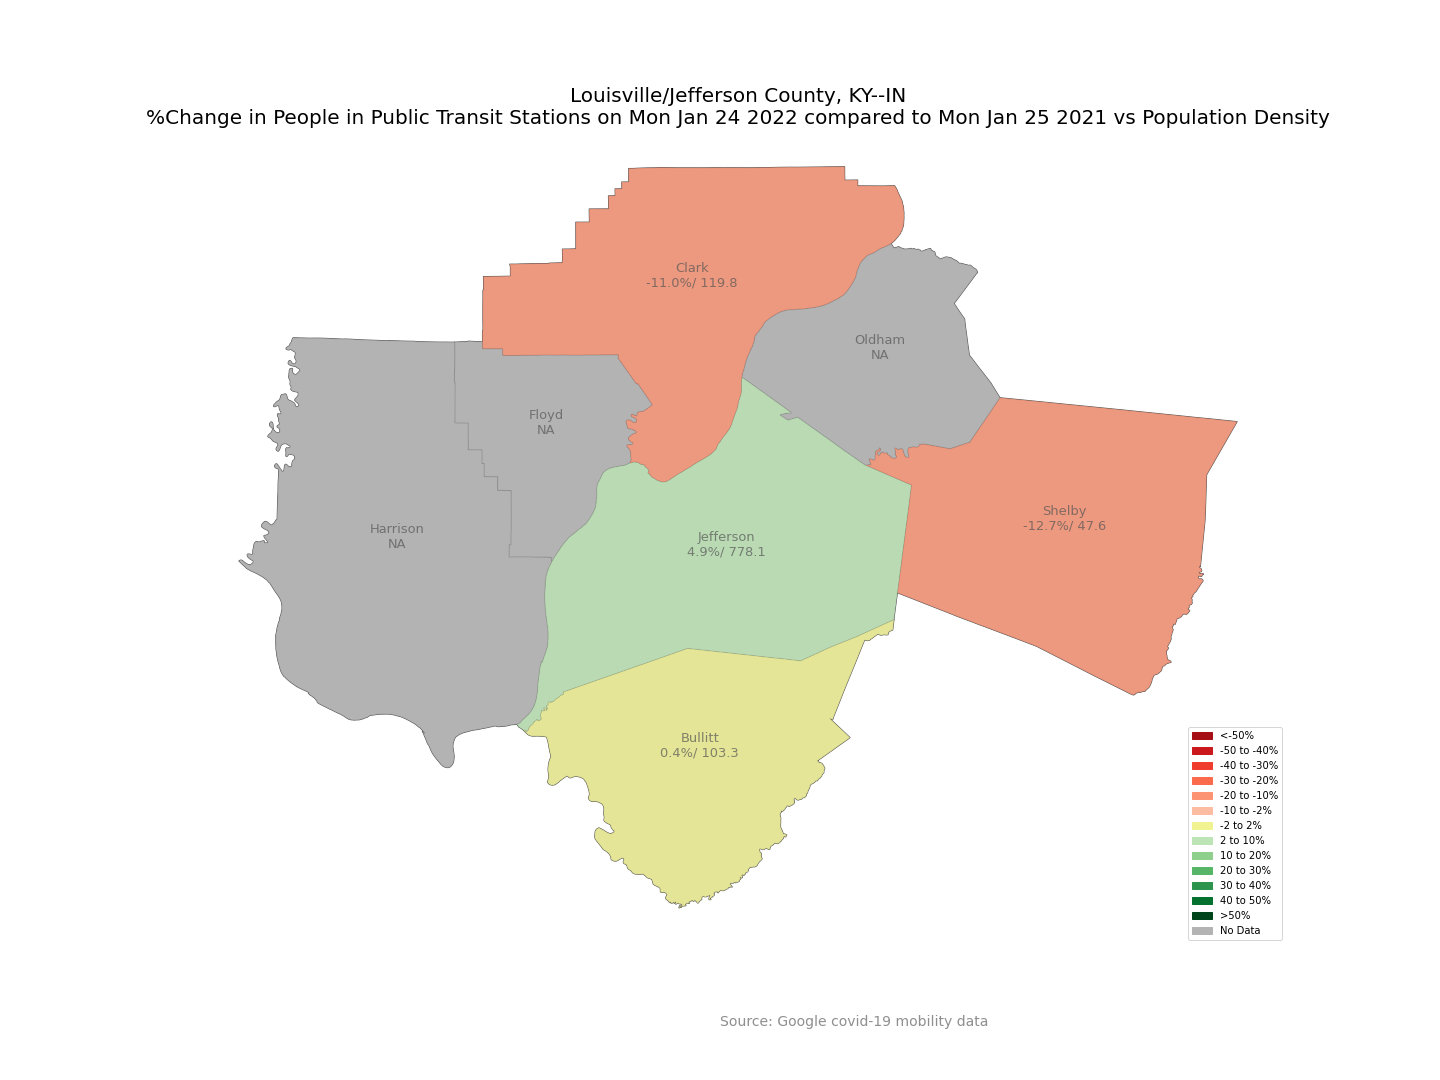 Louisville/Jefferson County, KY--IN
%Change in People in Public Transit Stations on Mon Jan 24 2022 compared to Mon Jan 25 2021 vs Population Density
Clark
-11.0%/ 119.8
Oldham
NA
Floyd
NA
Harrison
NA
Jefferson
4.9%/ 778.1
Shelby
-12.7%/ 47.6
Bullitt
0.4%/ 103.3
<-50%
-50 to -40%
-40 to -30%
-30 to -20%
-20 to -10%
-10 to -2%
-2 to 2%
2 to 10%
10 to 20%
20 to 30%
30 to 40%
40 to 50%
>50%
No Data
Source: Google covid-19 mobility data